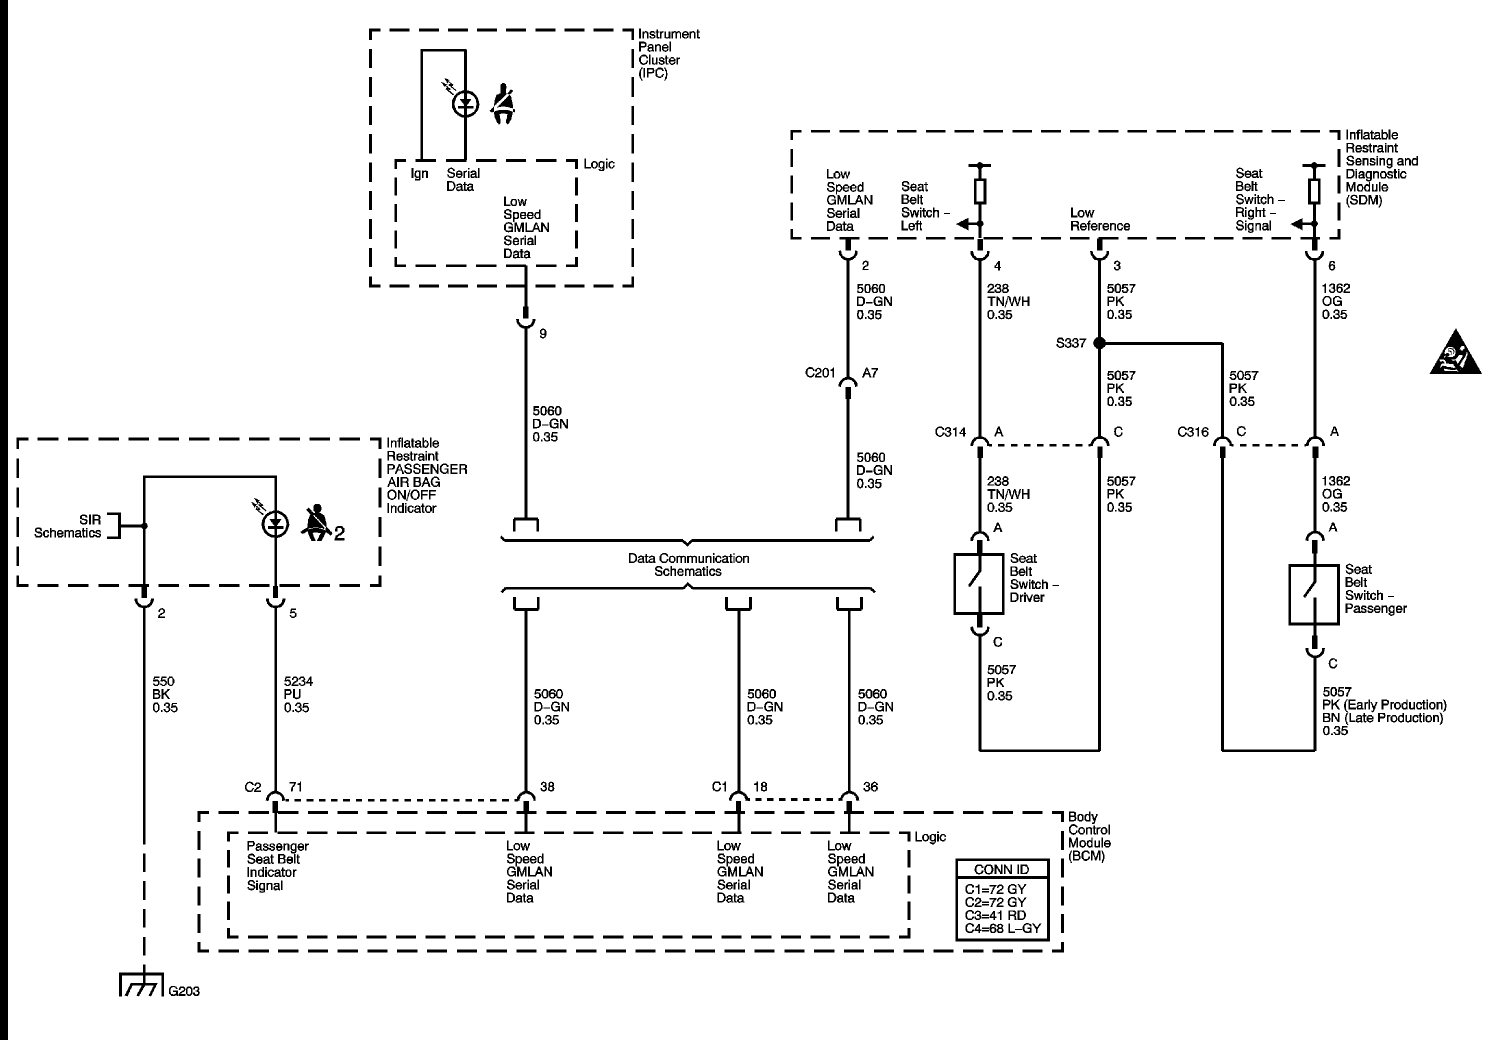 Instrument
Panel
Cluster
(IPC)
Logic
Ign
Serial
Data
Low
Speed
GMLAN
Serial
Data
9
5060
D-GN
0.35
Inflatable
Restraint
Sensing and
Diagnostic
Module
(SDM)
Low
Speed
GMLAN
Serial
Data
Seat
Belt
Switch -
Left
Low
Reference
Seat
Belt
Switch -
Right -
Signal
2
4
3
6
5060
D-GN
0.35
238
TN/WH
0.35
5057
PK
0.35
1362
OG
0.35
S337
C201
A7
5057
PK
0.35
5057
PK
0.35
C314
A
C
C316
C
A
5060
D-GN
0.35
238
TN/WH
0.35
5057
PK
0.35
1362
OG
0.35
A
A
Seat
Belt
Switch -
Driver
Seat
Belt
Switch -
Passenger
C
C
5057
PK
0.35
5057
PK (Early Production)
BN (Late Production)
0.35
Inflatable
Restraint
PASSENGER
AIR BAG
ON/OFF
Indicator
SIR
Schematics
2
2
5
550
BK
0.35
5234
PU
0.35
Data Communication
Schematics
5060
D-GN
0.35
5060
D-GN
0.35
5060
D-GN
0.35
C2
71
38
C1
18
36
Body
Control
Module
(BCM)
Logic
Passenger
Seat Belt
Indicator
Signal
Low
Speed
GMLAN
Serial
Data
Low
Speed
GMLAN
Serial
Data
Low
Speed
GMLAN
Serial
Data
CONN ID
C1=72 GY
C2=72 GY
C3=41 RD
C4=68 L-GY
G203